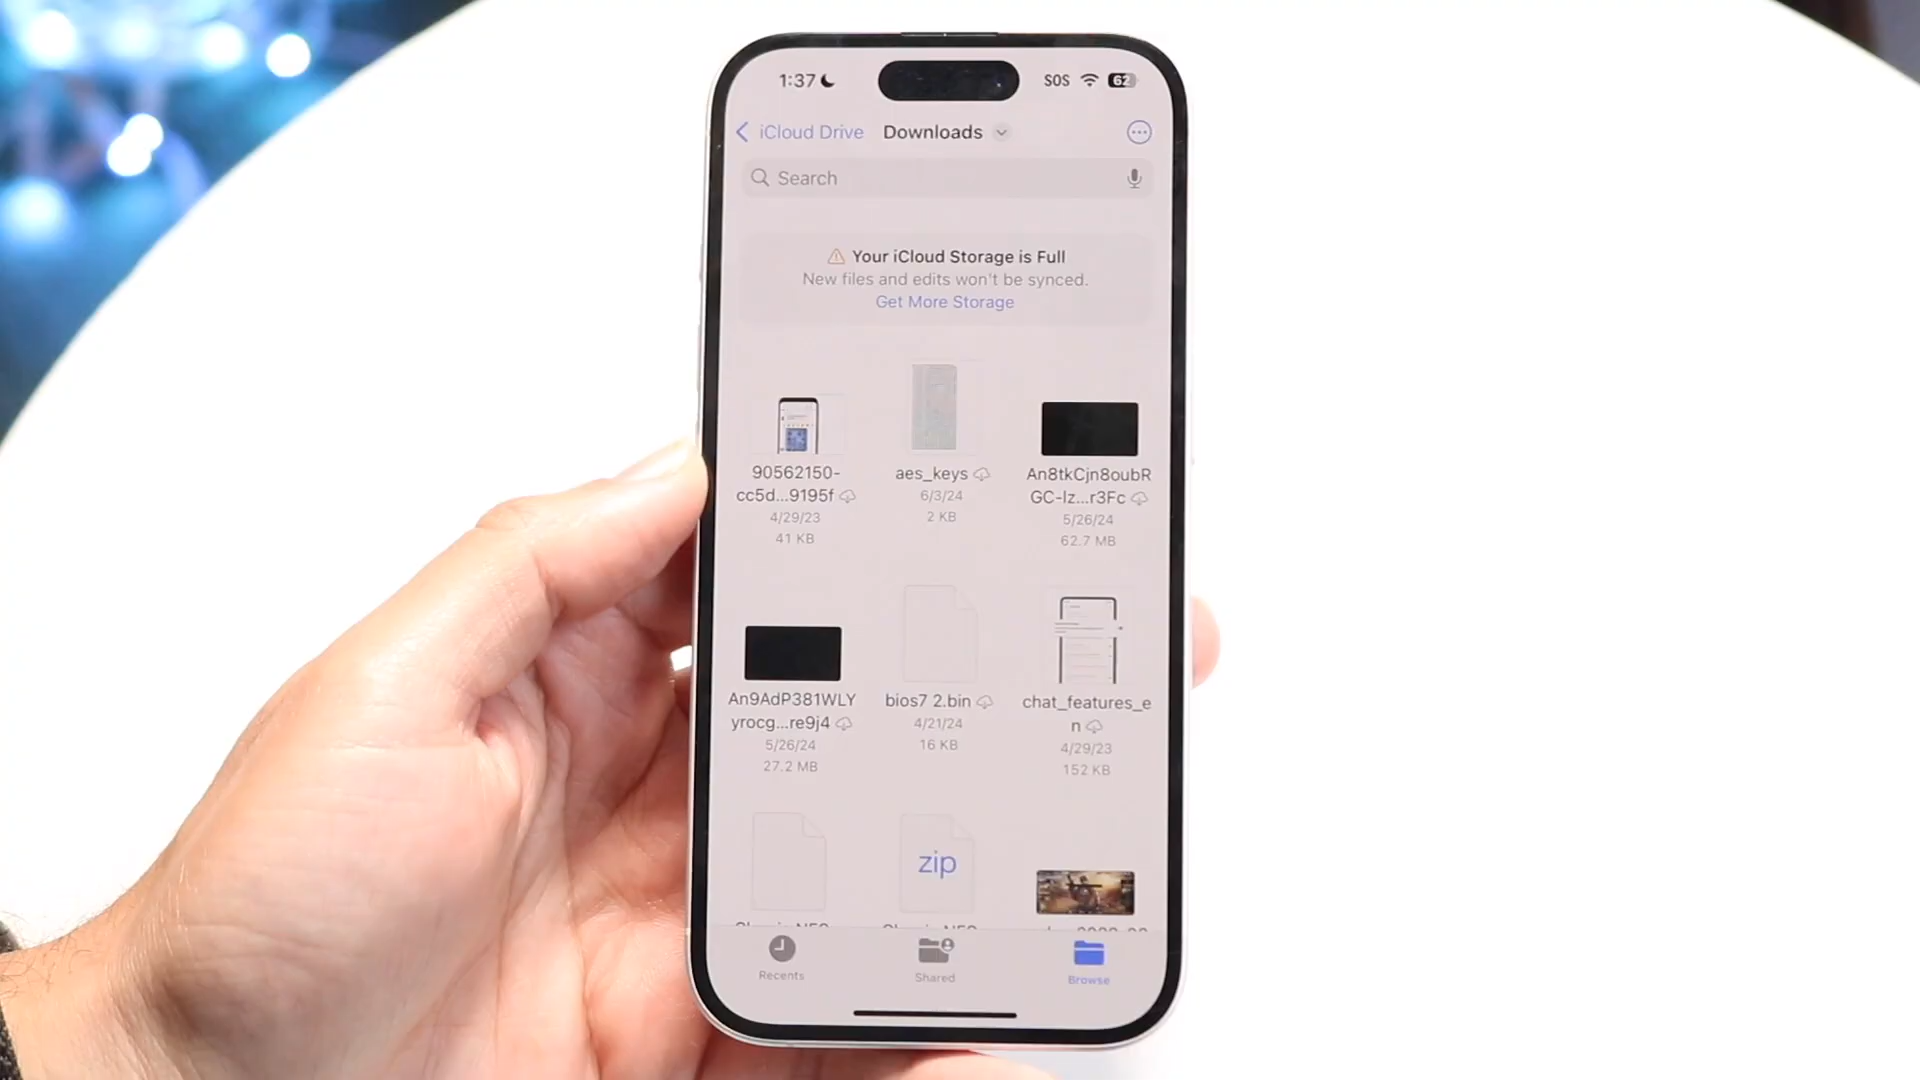 1:37 SOS 62
iCloud Drive Downloads
Search
Your iCloud Storage is Full
New files and edits won't be synced.
Get More Storage
90562150-
cc5d...9195f
4/29/23
41 KB
aes_keys
6/3/24
2 KB
An8tkCjn8oubR
GC-Iz...r3Fc
5/26/24
62.7 MB
An9AdP381WLY
yrocg...re9j4
5/26/24
27.2 MB
bios7 2.bin
4/21/24
16 KB
chat_features_e
n
4/29/23
152 KB
zip
Recents
Shared
Browse